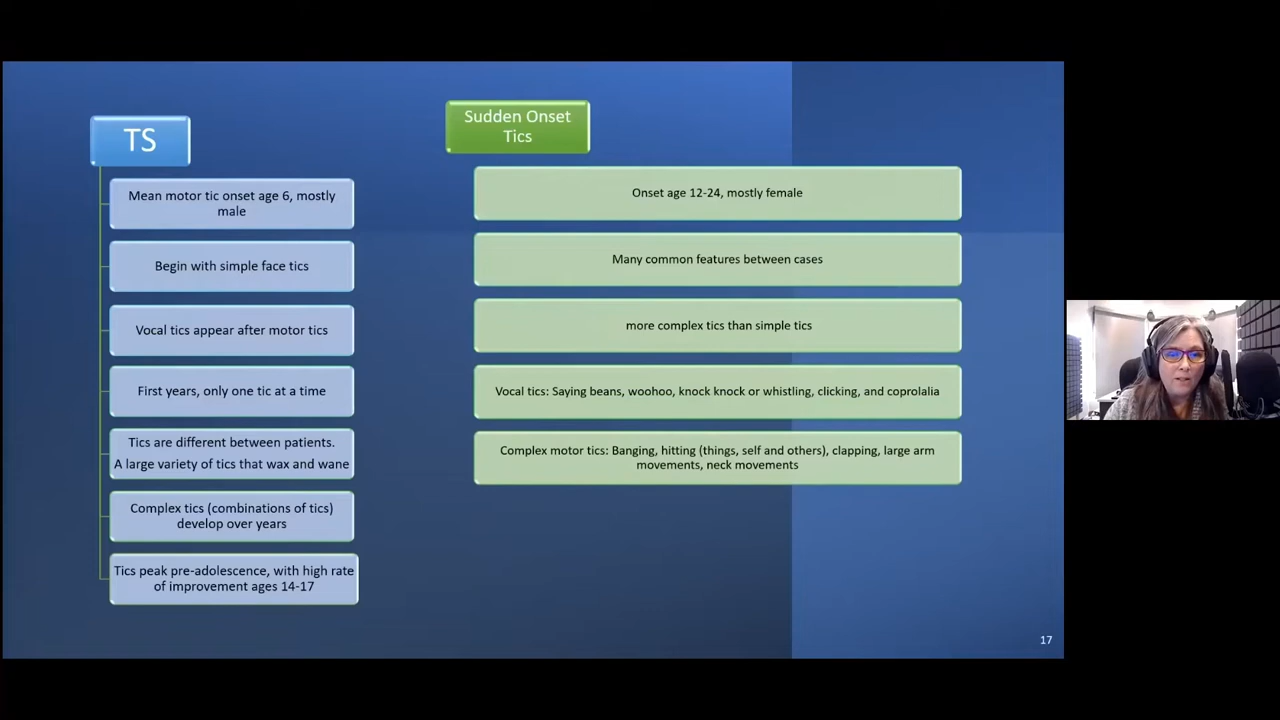 TS
Mean motor tic onset age 6, mostly
male
Begin with simple face tics
Vocal tics appear after motor tics
First years, only one tic at a time
Tics are different between patients.
A large variety of tics that wax and wane
Complex tics (combinations of tics)
develop over years
Tics peak pre-adolescence, with high rate
of improvement ages 14-17
Sudden Onset
Tics
Onset age 12-24, mostly female
Many common features between cases
more complex tics than simple tics
Vocal tics: Saying beans, woohoo, knock knock or whistling, clicking, and coprolalia
Complex motor tics: Banging, hitting (things, self and others), clapping, large arm
movements, neck movements
17